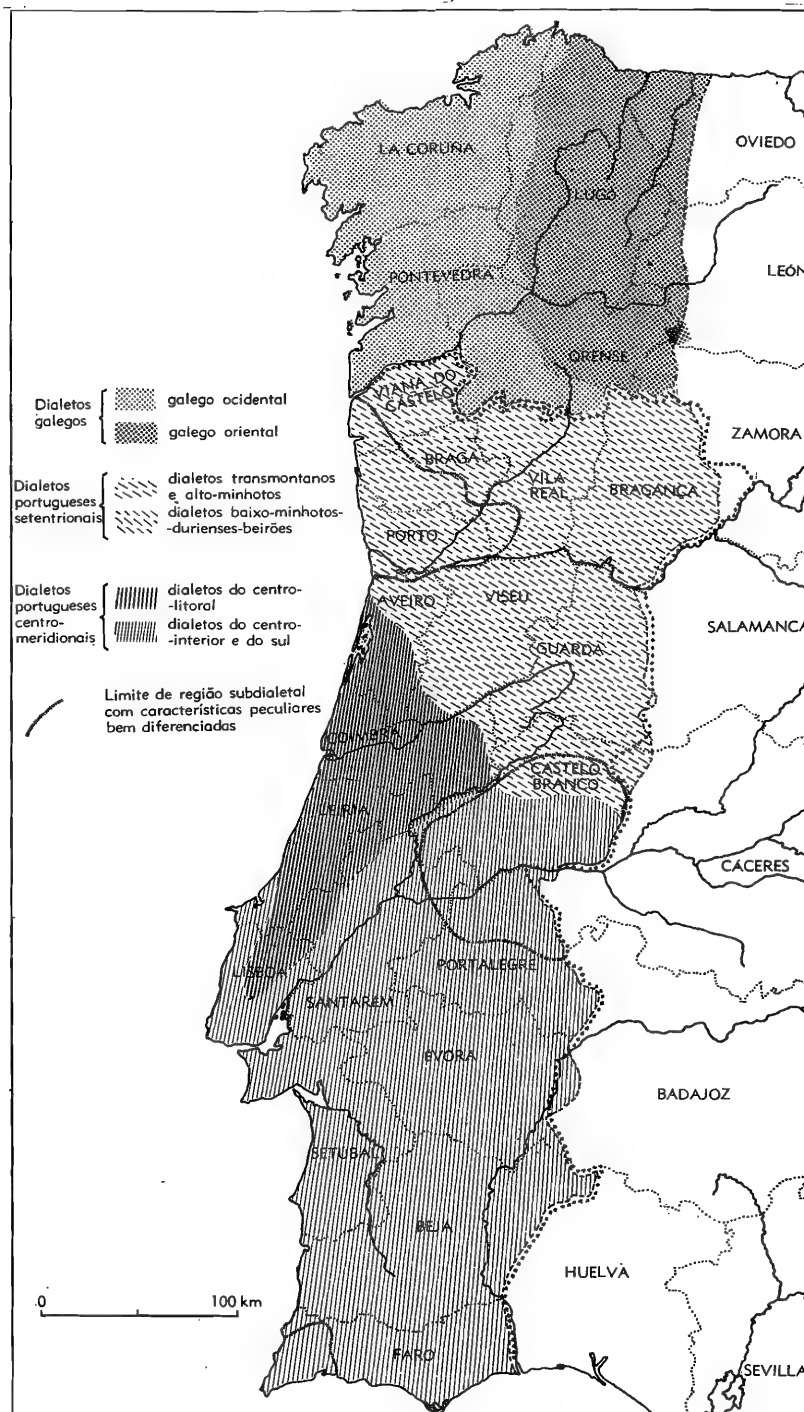 OVIEDO
LA CORUÑA
LUGO
LEÓN
PONTEVEDRA
ORENSE
VIANA DO
CASTELO
ZAMORA
BRAGA
VILA
REAL
BRAGANÇA
PORTO
Dialetos
galegos
galego ocidental
galego oriental
Dialetos
portugueses
setentrionais
dialetos transmontanos
e alto-minhotos
dialetos baixo-minhotos-
-durienses-beirões
Dialetos
portugueses
centro-
meridionais
dialetos do centro-
-litoral
dialetos do centro-
-interior e do sul
Limite de região subdialetal
com características peculiares
bem diferenciadas
AVEIRO
VISEU
SALAMANCA
GUARDA
COIMBRA
CASTELO
BRANCO
LEIRIA
CÁCERES
LISBOA
PORTALEGRE
SANTARÉM
EVORA
BADAJOZ
SETUBAL
BEJA
HUELVA
0
100 km
FARO
SEVILLA